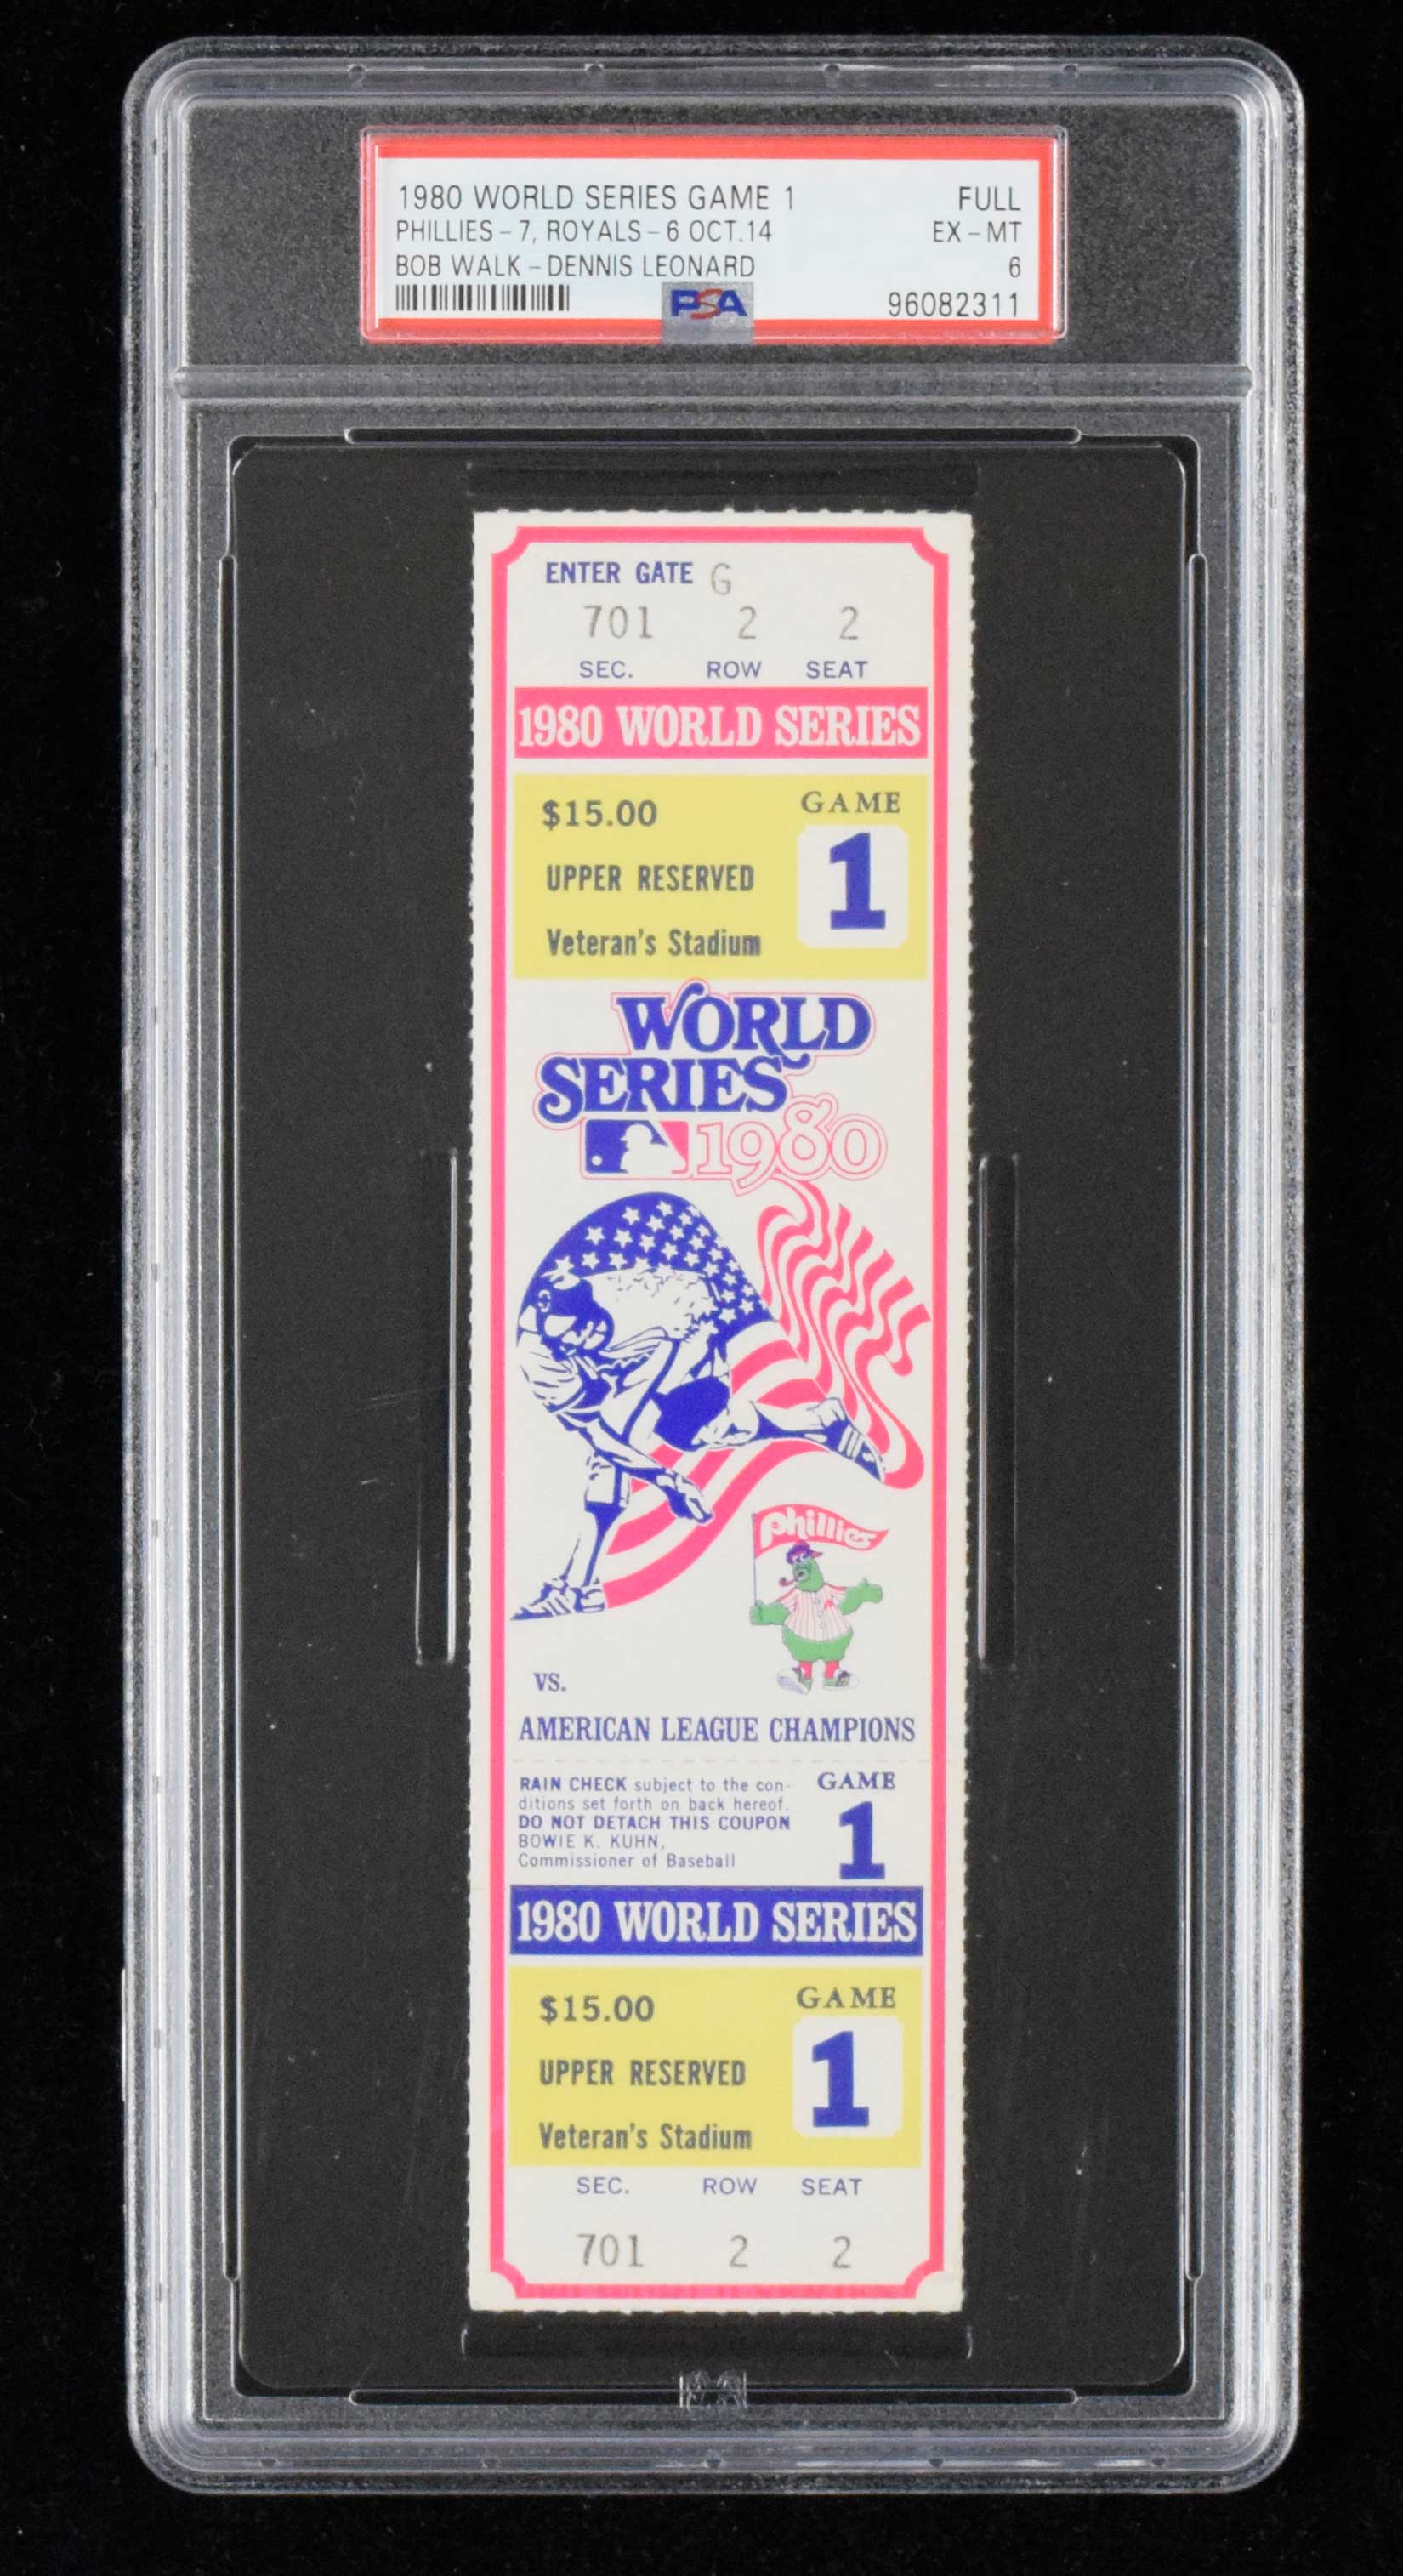 1980 WORLD SERIES GAME 1 FULL
PHILLIES - 7, ROYALS - 6 OCT.14 EX - MT
BOB WALK - DENNIS LEONARD 6
PSA 96082311
ENTER GATE G
701 2 2
SEC. ROW SEAT
1980 WORLD SERIES
$15.00 GAME
UPPER RESERVED 1
Veteran's Stadium
WORLD
SERIES
1980
Phillies
VS.
AMERICAN LEAGUE CHAMPIONS
RAIN CHECK subject to the con- GAME
ditions set forth on back hereof. 1
DO NOT DETACH THIS COUPON
BOWIE K. KUHN,
Commissioner of Baseball
1980 WORLD SERIES
$15.00 GAME
UPPER RESERVED 1
Veteran's Stadium
SEC. ROW SEAT
701 2 2